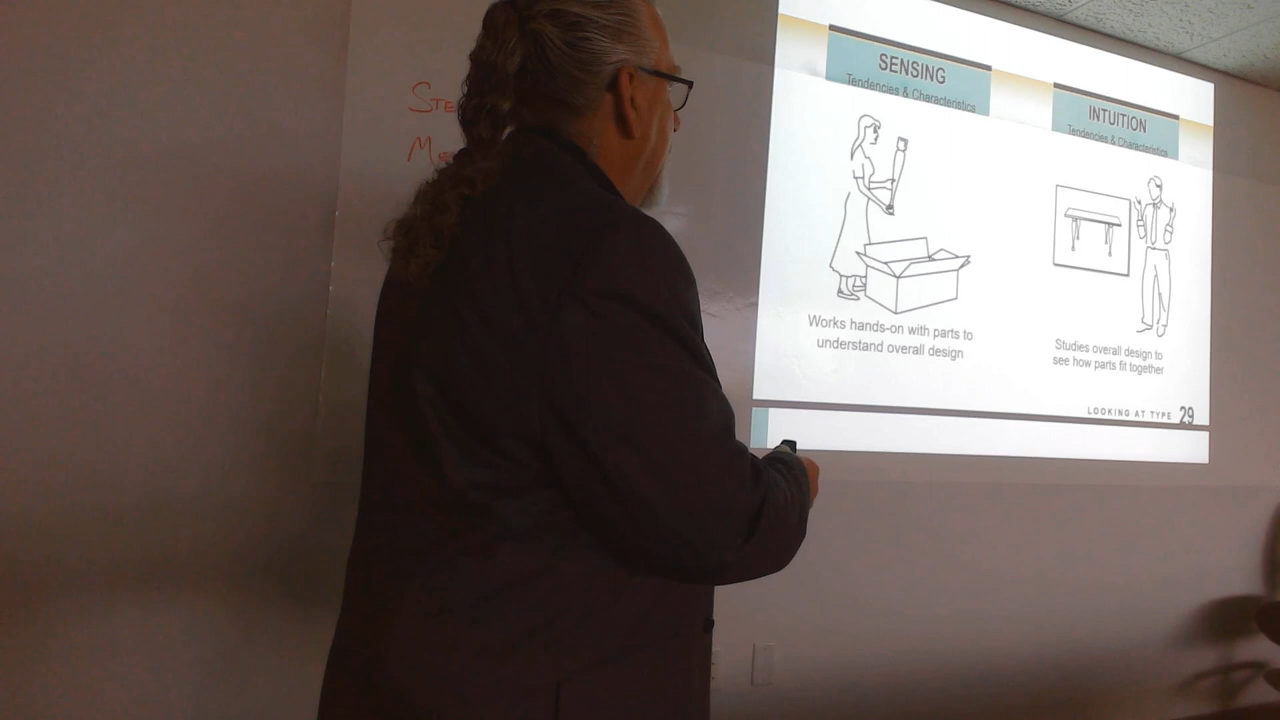 SENSING
Tendencies & Characteristics
INTUITION
Tendencies & Characteristics
Works hands-on with parts to
understand overall design
Studies overall design to
see how parts fit together
LOOKING AT TYPE 29